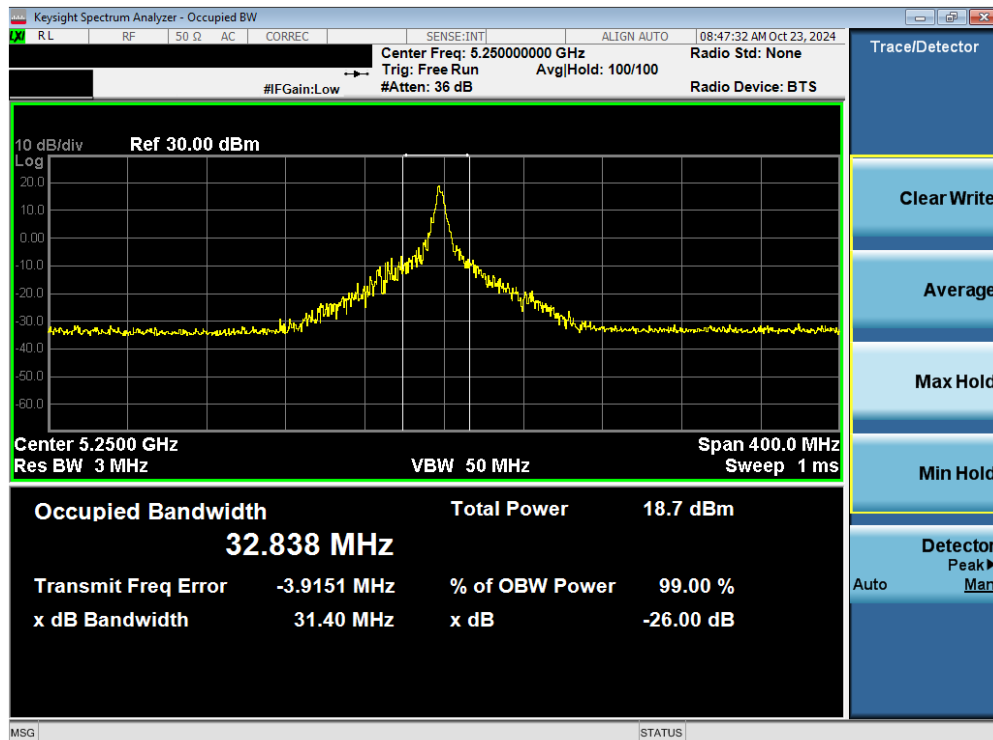 Keysight Spectrum Analyzer - Occupied BW
LXI RL RF 50 Ω AC CORREC SENSE:INT ALIGN AUTO 08:47:32 AM Oct 23, 2024
Center Freq: 5.250000000 GHz Radio Std: None
Trig: Free Run Avg|Hold: 100/100
#IFGain:Low #Atten: 36 dB Radio Device: BTS
Trace/Detector
10 dB/div Ref 30.00 dBm
Log
20.0
10.0
0.00
-10.0
-20.0
-30.0
-40.0
-50.0
-60.0
Center 5.2500 GHz Span 400.0 MHz
Res BW 3 MHz VBW 50 MHz Sweep 1 ms
Occupied Bandwidth Total Power 18.7 dBm
32.838 MHz
Transmit Freq Error -3.9151 MHz % of OBW Power 99.00 %
x dB Bandwidth 31.40 MHz x dB -26.00 dB
Clear Write
Average
Max Hold
Min Hold
Detector
Peak
Auto Man
MSG STATUS